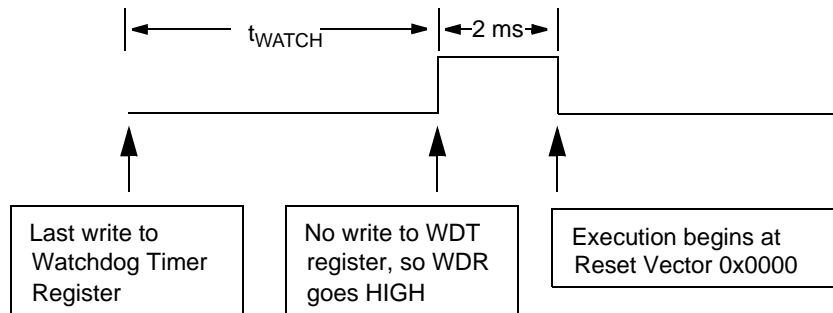 tWATCH
2 ms
Last write to
Watchdog Timer
Register
No write to WDT
register, so WDR
goes HIGH
Execution begins at
Reset Vector 0x0000